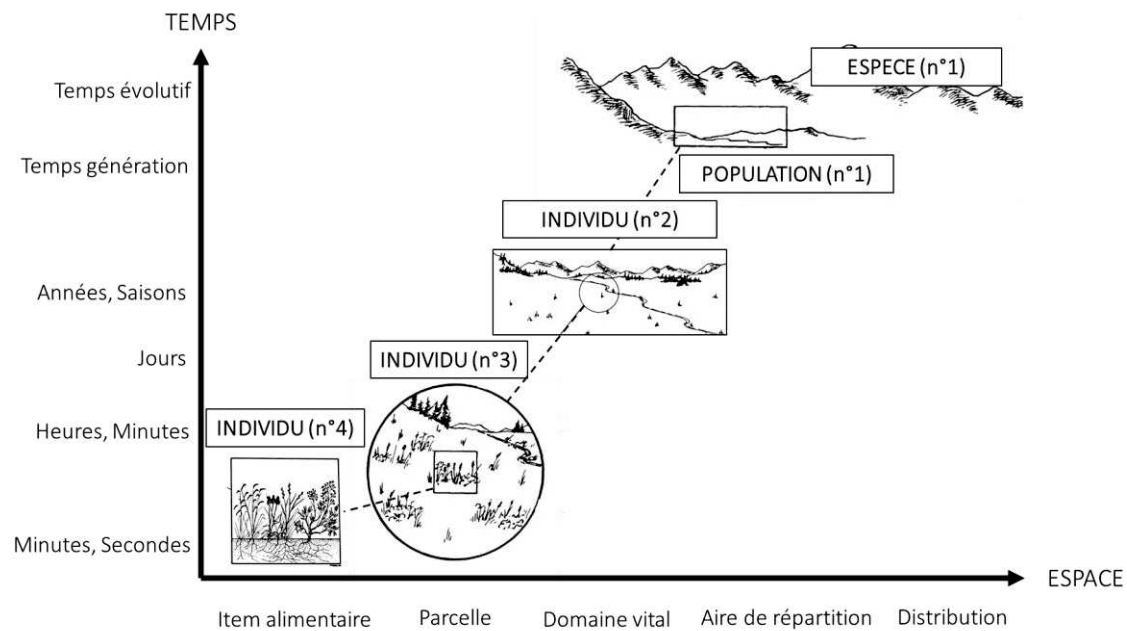 TEMPS
ESPECE (n°1)
Temps évolutif
Temps génération
POPULATION (n°1)
INDIVIDU (n°2)
Années, Saisons
Jours
INDIVIDU (n°3)
Heures, Minutes
INDIVIDU (n°4)
Minutes, Secondes
ESPACE
Item alimentaire
Parcelle
Domaine vital
Aire de répartition
Distribution